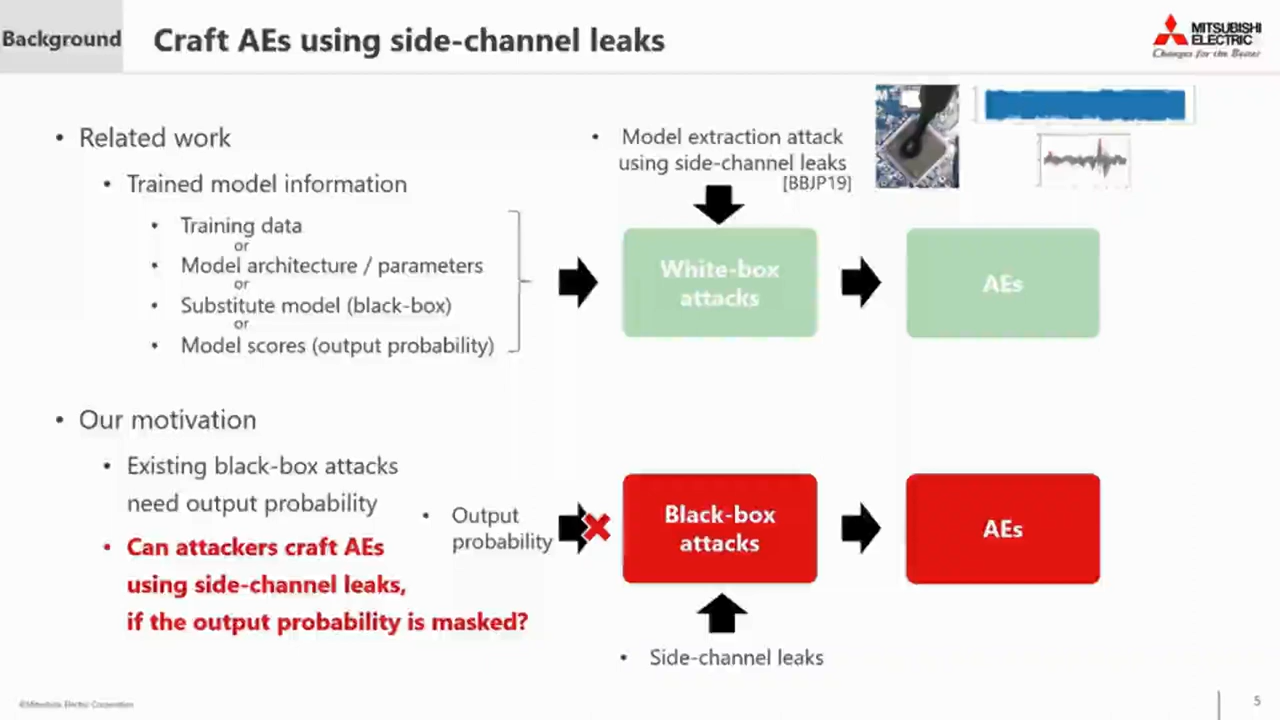 Background
Craft AEs using side-channel leaks
MITSUBISHI
ELECTRIC
Changes for the Better
• Related work
• Trained model information
• Training data
or
• Model architecture / parameters
or
• Substitute model (black-box)
or
• Model scores (output probability)
• Model extraction attack
using side-channel leaks
[BBJP19]
White-box
attacks
AEs
• Our motivation
• Existing black-box attacks
need output probability
• Can attackers craft AEs
using side-channel leaks,
if the output probability is masked?
• Output
probability
Black-box
attacks
AEs
• Side-channel leaks
©Mitsubishi Electric Corporation
5